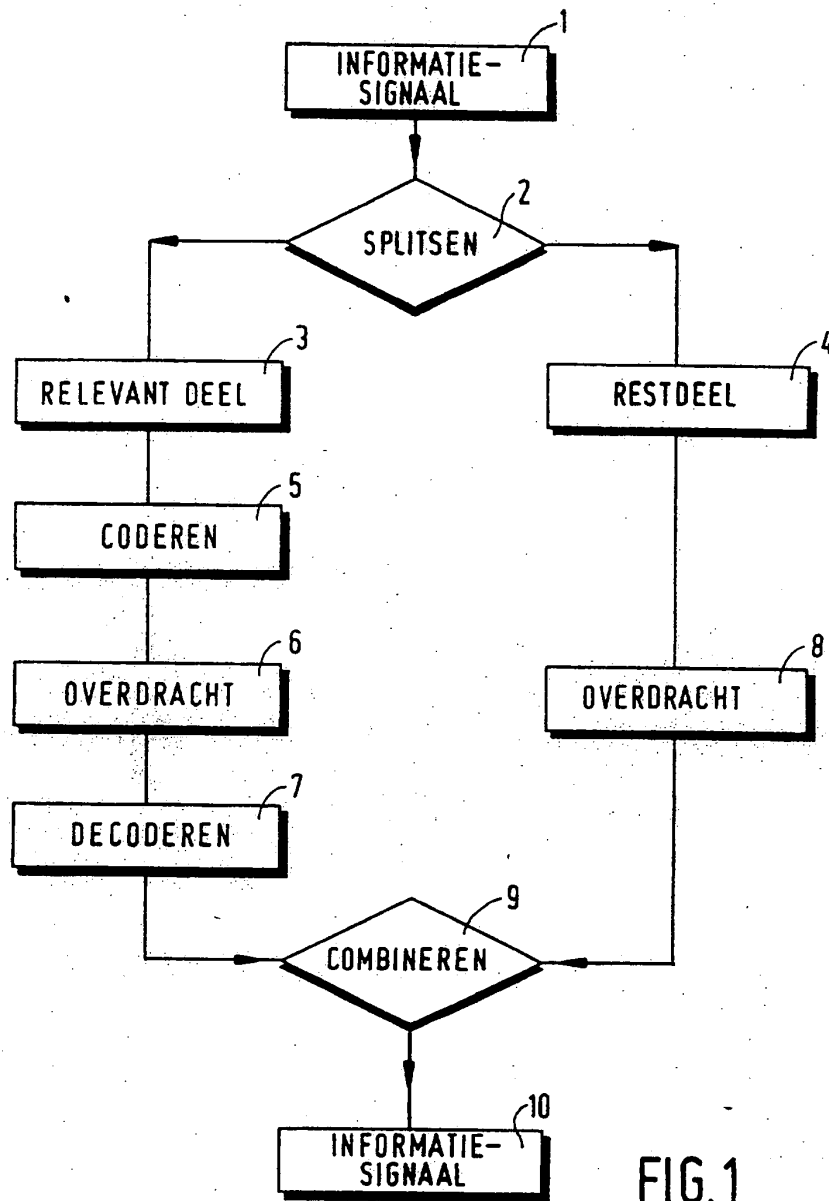 1
INFORMATIE-
SIGNAAL
2
SPLITSEN
3
RELEVANT DEEL
4
RESTDEEL
5
CODEREN
6
OVERDRACHT
8
OVERDRACHT
7
DECODEREN
9
COMBINEREN
10
INFORMATIE-
SIGNAAL
FIG.1